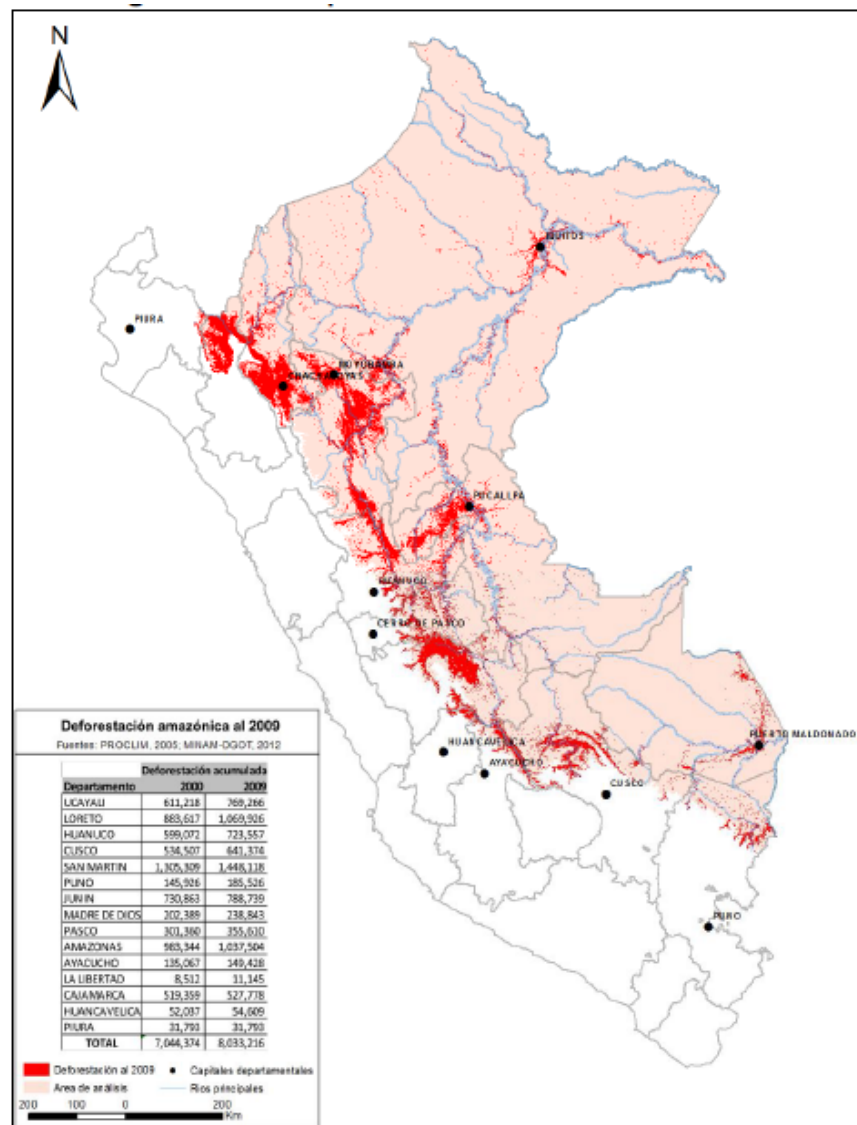 N
IQUITOS
PIURA
MOYOBAMBA
CHACHAPOYAS
PUCALLPA
HUANUCO
CERRO DE PASCO
PUERTO MALDONADO
HUANCAVELICA
AYACUCHO
CUSCO
PUNO
Deforestación amazónica al 2009
Fuentes: PROCLIM, 2005; MINAM-DGOT, 2012
Deforestación acumulada
Departamento 2000 2009
UCAYALI 611,218 769,266
LORETO 883,617 1,069,926
HUANUCO 599,072 723,557
CUSCO 534,507 641,374
SAN MARTIN 1,305,309 1,448,118
PUNO 145,926 185,526
JUNIN 730,863 788,739
MADRE DE DIOS 202,389 238,843
PASCO 301,360 355,610
AMAZONAS 983,344 1,037,504
AYACUCHO 135,067 149,428
LA LIBERTAD 8,512 11,145
CAJAMARCA 519,359 527,778
HUANCAVELICA 52,037 54,609
PIURA 31,793 31,793
TOTAL 7,044,374 8,033,216
Deforestación al 2009 Capitales departamentales
Area de análisis Rios principales
200 100 0 200
Km